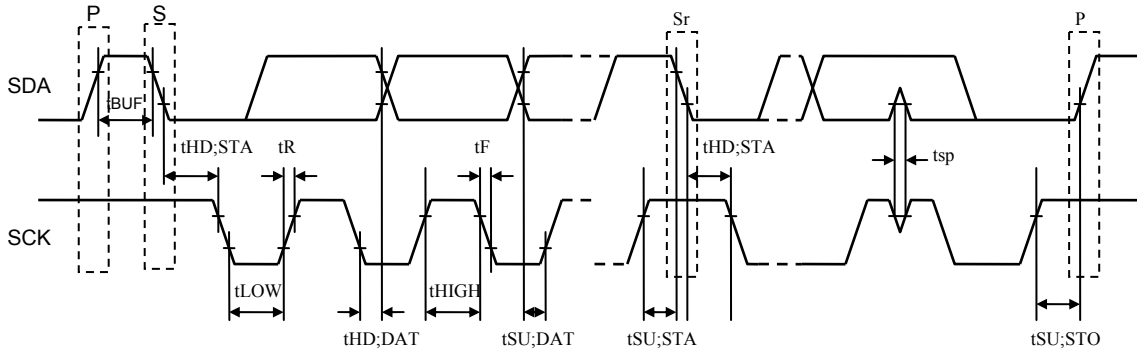 P S Sr P
SDA
tBUF
tHD;STA tR tF tHD;STA tsp
SCK
tLOW tHIGH
tHD;DAT tSU;DAT tSU;STA tSU;STO